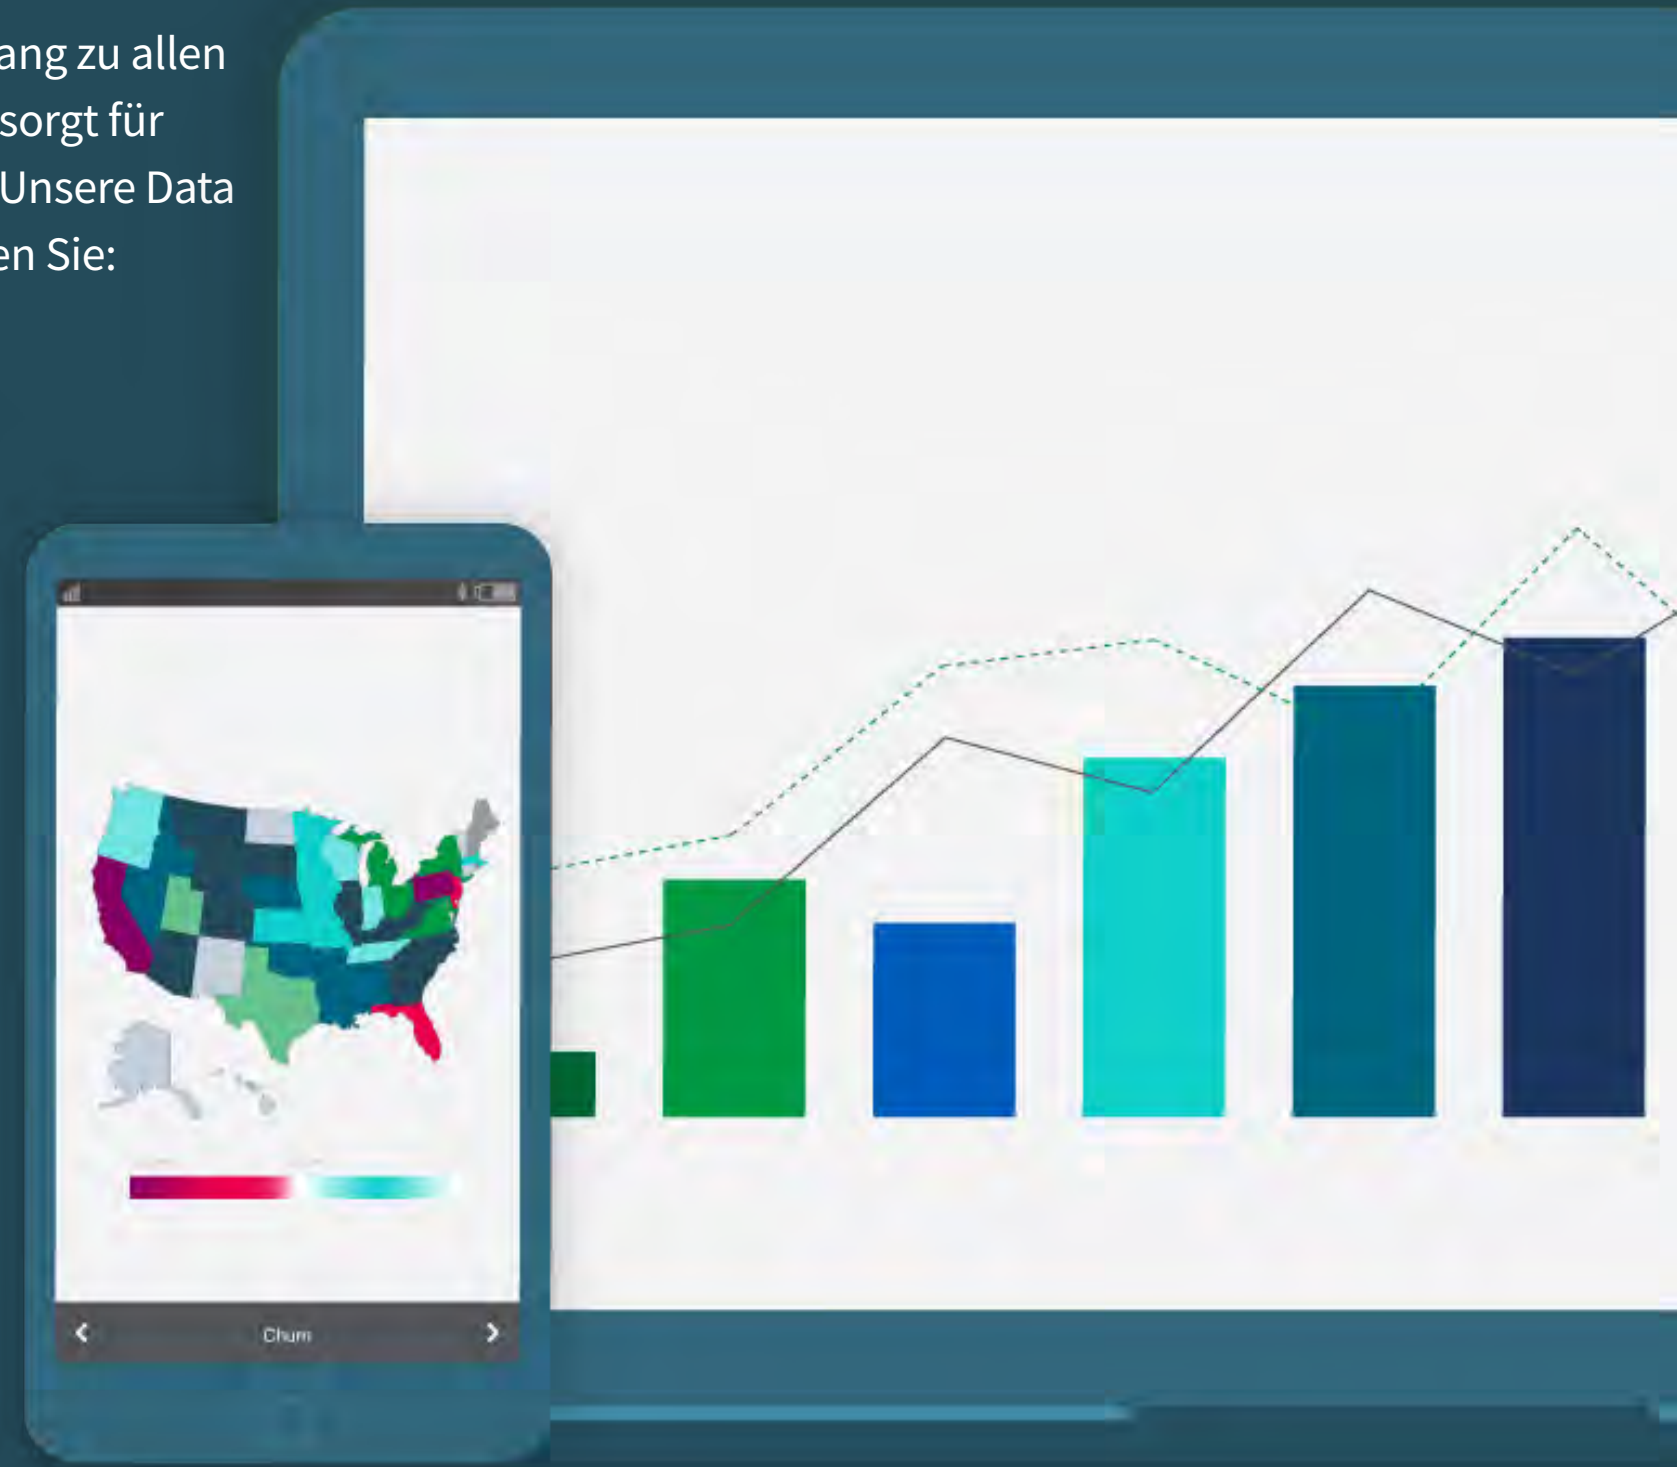 ang zu allen
sorgt für
Unsere Data
en Sie:
Churn